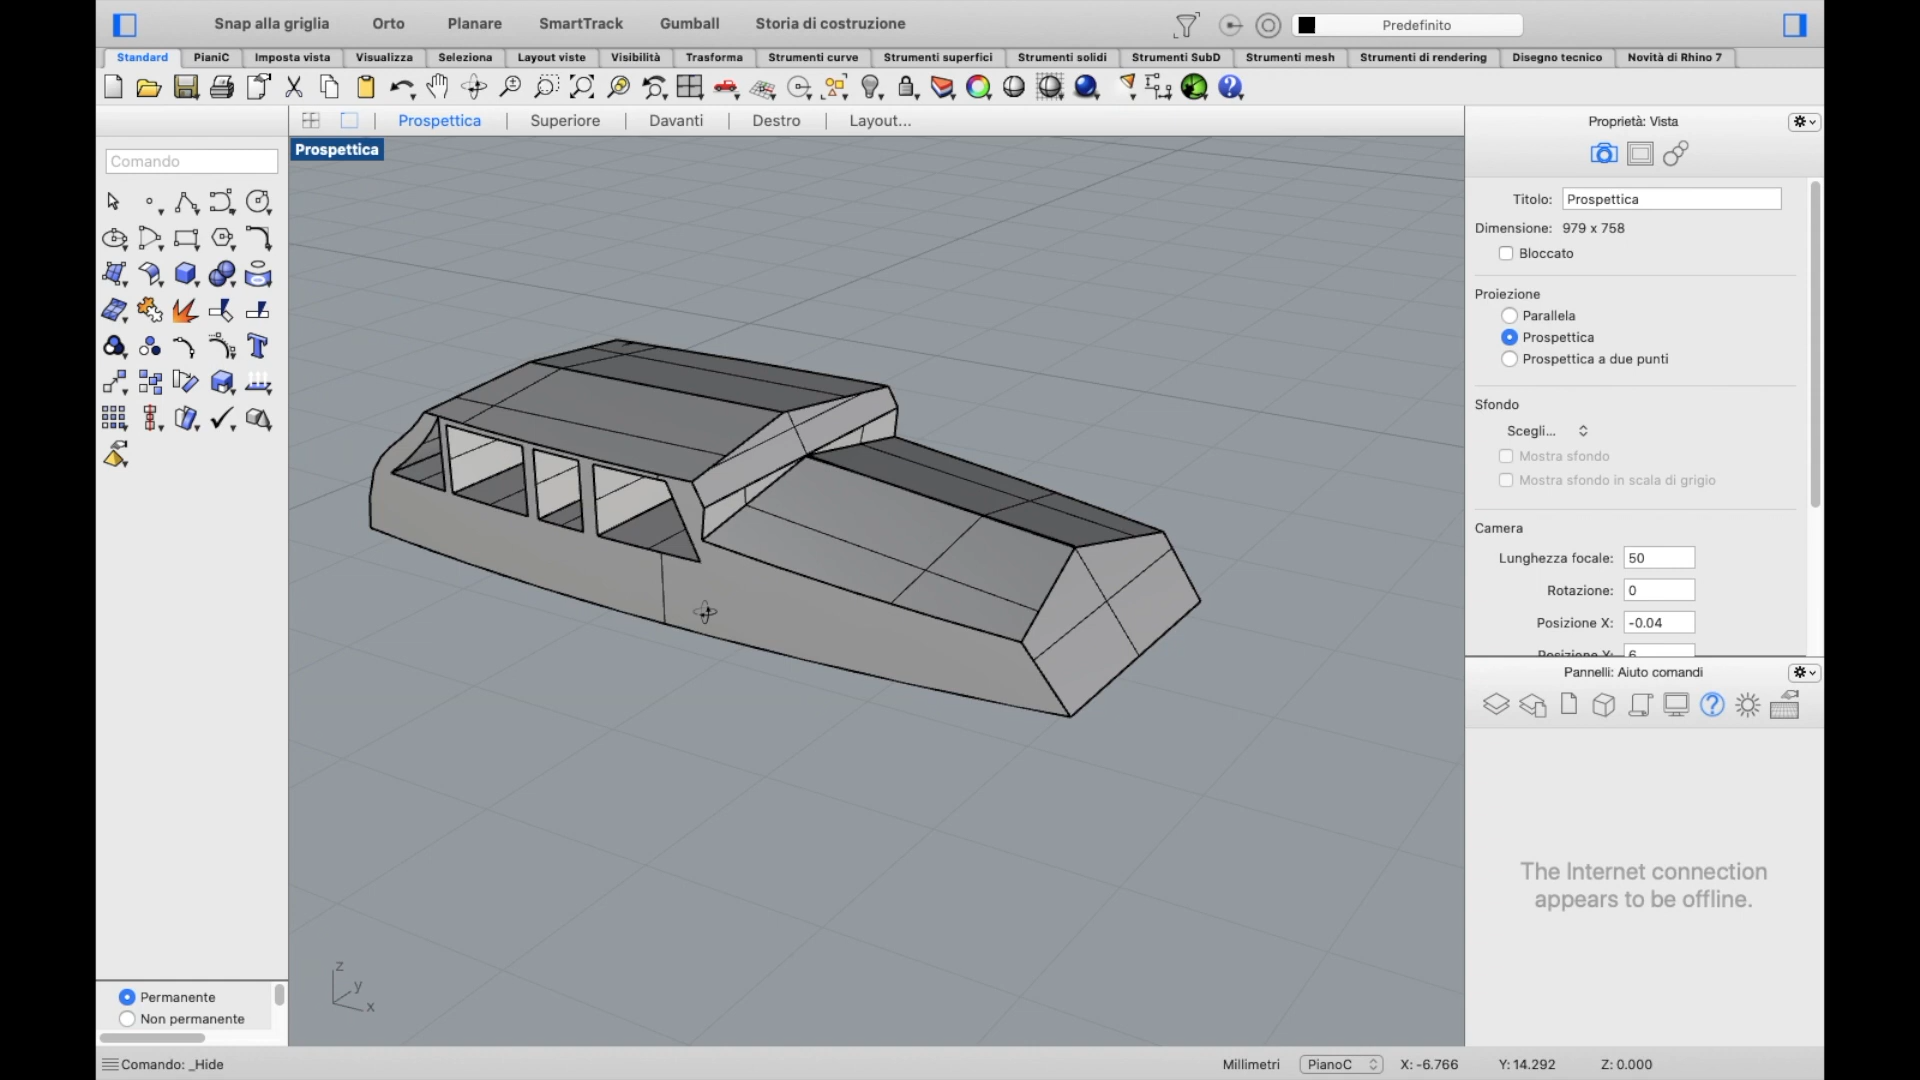 Snap alla griglia Orto Planare SmartTrack Gumball Storia di costruzione Predefinito
Standard PianiC Imposta vista Visualizza Seleziona Layout viste Visibilità Trasforma Strumenti curve Strumenti superfici Strumenti solidi Strumenti SubD Strumenti mesh Strumenti di rendering Disegno tecnico Novità di Rhino 7
Prospettica Superiore Davanti Destro Layout...
Prospettica
Comando
Proprietà: Vista
Titolo: Prospettica
Dimensione: 979 x 758
Bloccato
Proiezione
Parallela
Prospettica
Prospettica a due punti
Sfondo
Scegli...
Mostra sfondo
Mostra sfondo in scala di grigio
Camera
Lunghezza focale: 50
Rotazione: 0
Posizione X: -0.04
Posizione Y: 6
Pannelli: Aiuto comandi
The Internet connection
appears to be offline.
z
y
x
Permanente
Non permanente
Comando: _Hide
Millimetri PianoC X: -6.766 Y: 14.292 Z: 0.000